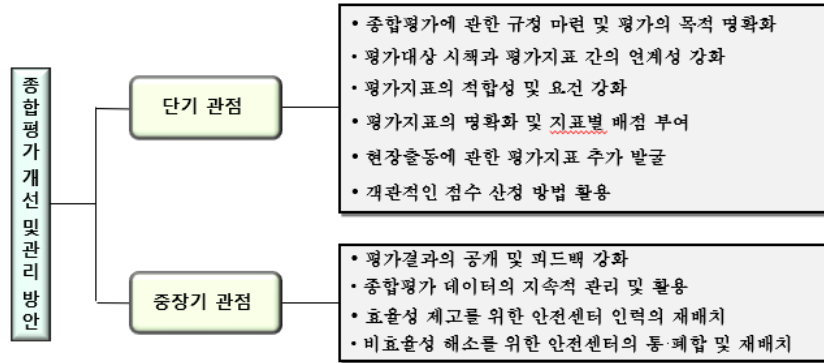 종합평가 개선 및관리 방안
단기 관점
• 종합평가에 관한 규정 마련 및 평가의 목적 명확화
• 평가대상 시책과 평가지표 간의 연계성 강화
• 평가지표의 적합성 및 요건 강화
• 평가지표의 명확화 및 지표별 배점 부여
• 현장출동에 관한 평가지표 추가 발굴
• 객관적인 점수 산정 방법 활용
중장기 관점
• 평가결과의 공개 및 피드백 강화
• 종합평가 데이터의 지속적 관리 및 활용
• 효율성 제고를 위한 안전센터 인력의 재배치
• 비효율성 해소를 위한 안전센터의 통·폐합 및 재배치